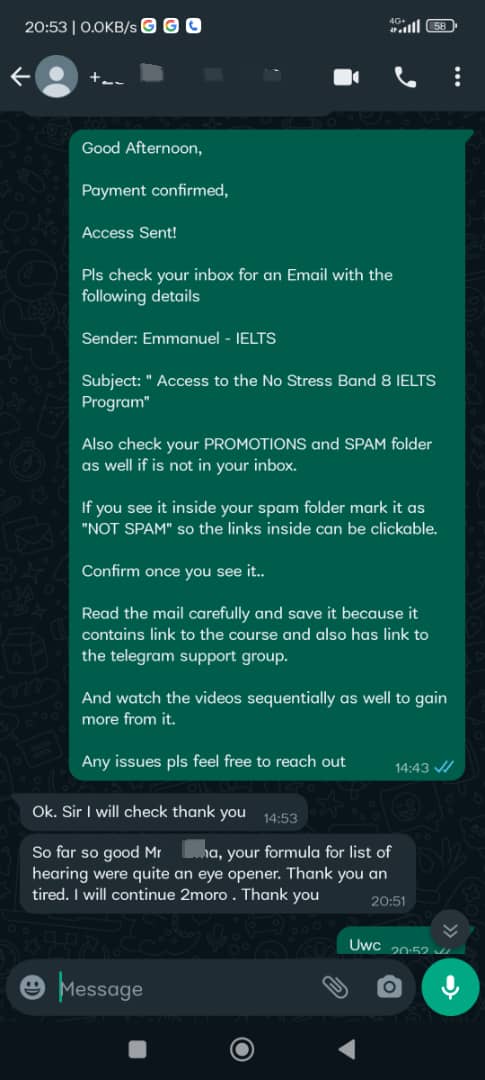 20:53 | 0.0KB/s
4G+
58
Good Afternoon,
Payment confirmed,
Access Sent!
Pls check your inbox for an Email with the
following details
Sender: Emmanuel - IELTS
Subject: " Access to the No Stress Band 8 IELTS
Program"
Also check your PROMOTIONS and SPAM folder
as well if is not in your inbox.
If you see it inside your spam folder mark it as
"NOT SPAM" so the links inside can be clickable.
Confirm once you see it..
Read the mail carefully and save it because it
contains link to the course and also has link to
the telegram support group.
And watch the videos sequentially as well to gain
more from it.
Any issues pls feel free to reach out
14:43
Ok. Sir I will check thank you
14:53
So far so good Mr , your formula for list of
hearing were quite an eye opener. Thank you an
tired. I will continue 2moro . Thank you
20:51
Uwc
20:52
Message